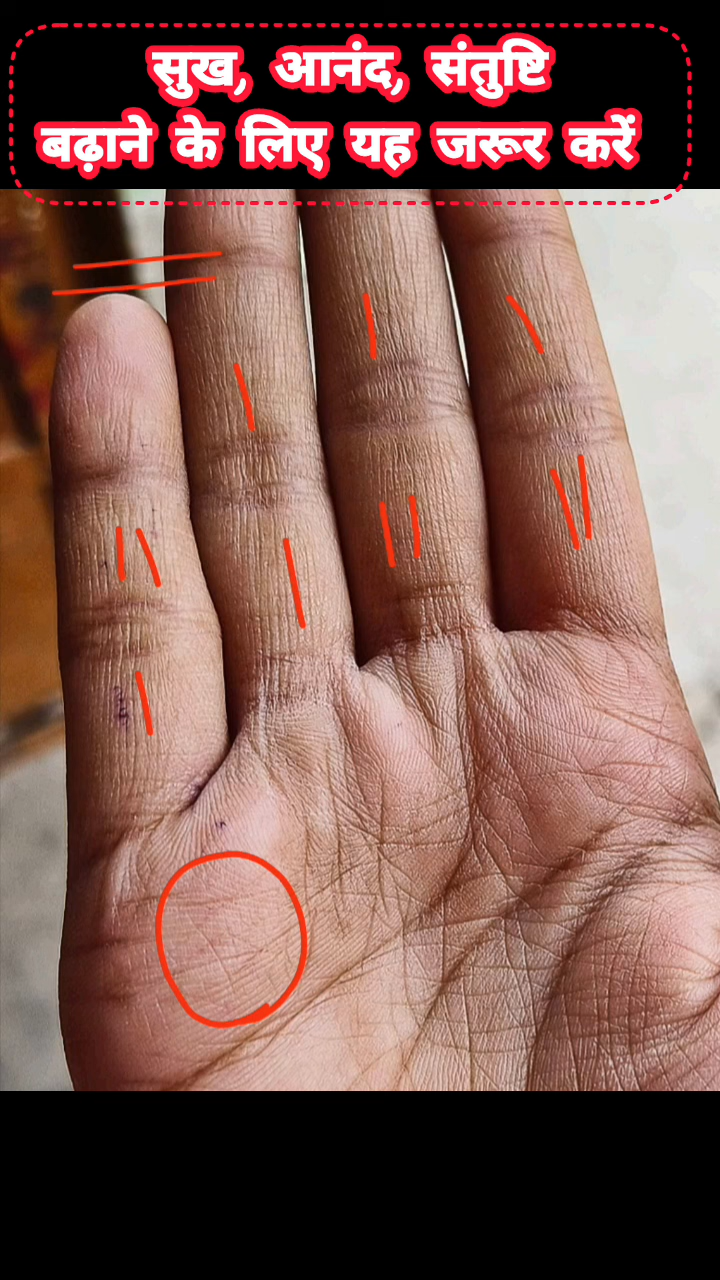 सुख, आनंद, संतुष्टि
बढ़ाने के लिए यह जरूर करें